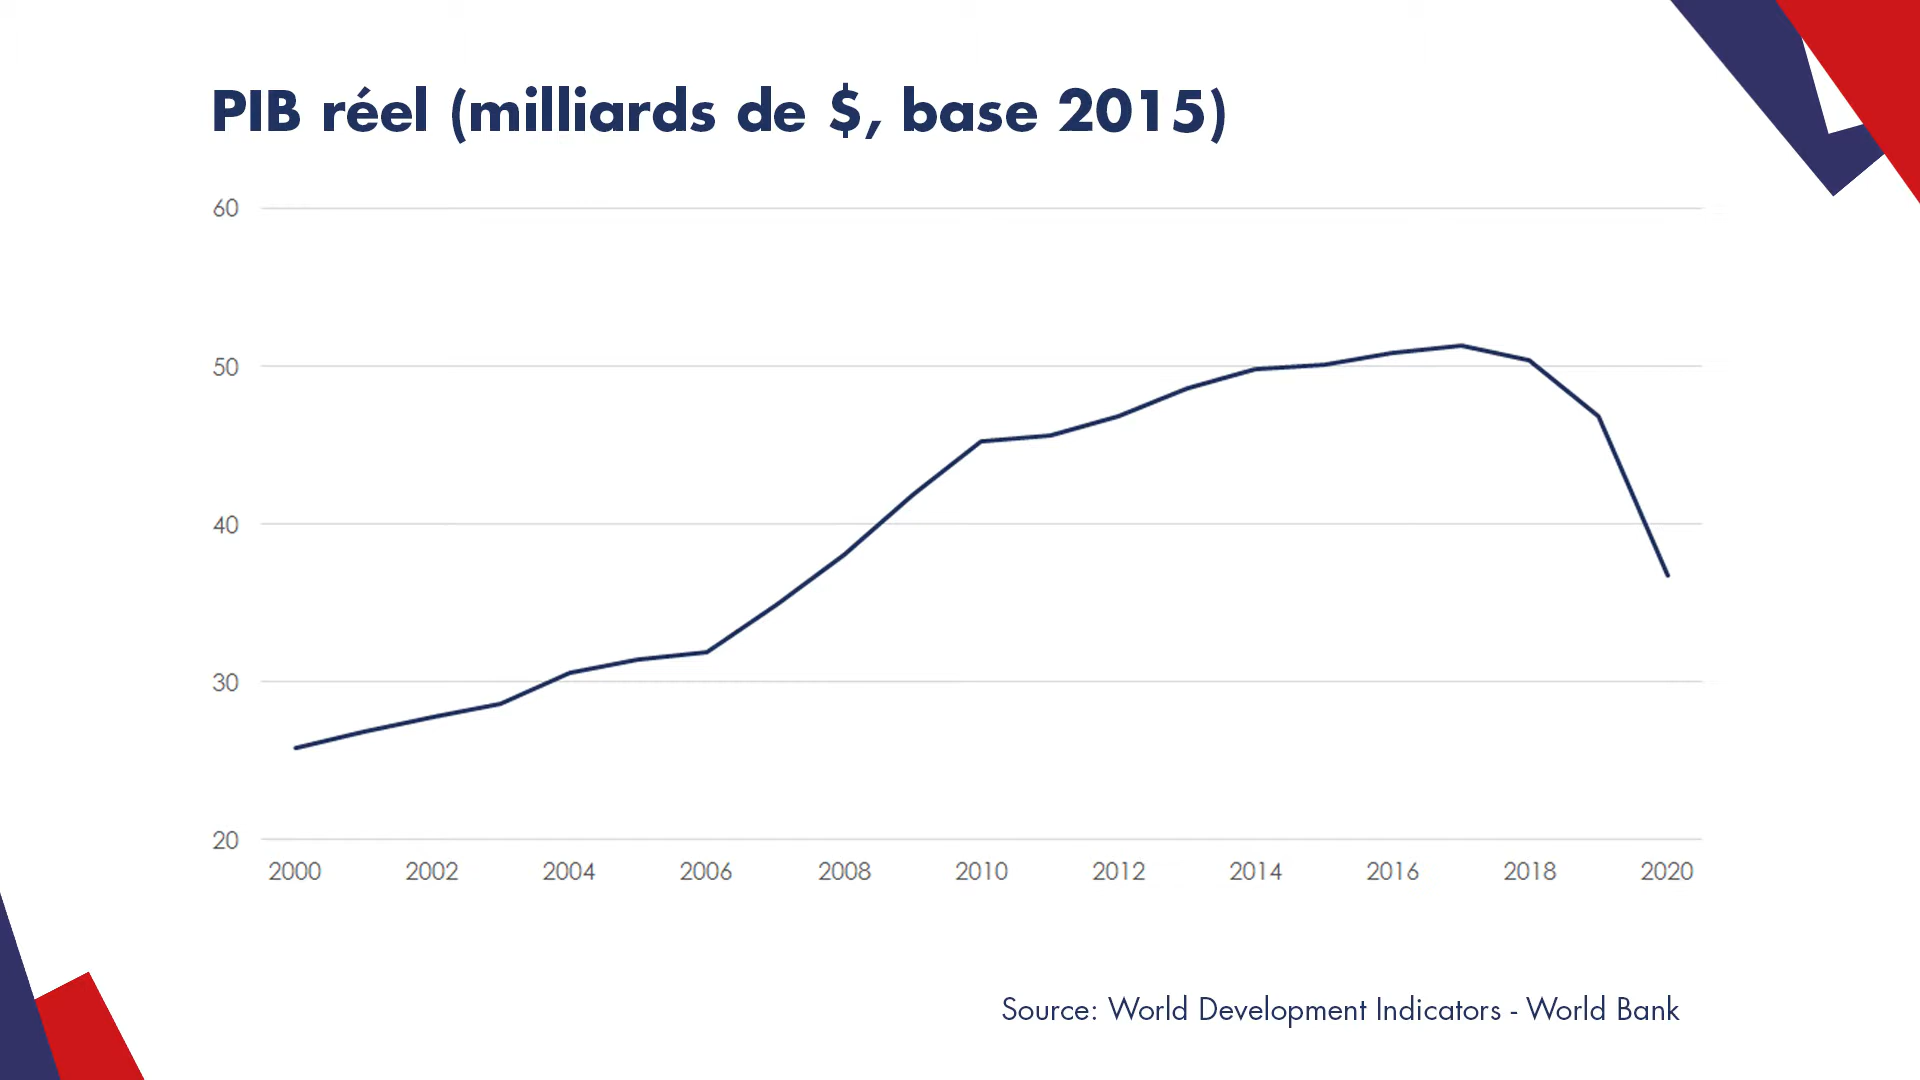 PIB réel (milliards de $, base 2015)
60
50
40
30
20
2000 2002 2004 2006 2008 2010 2012 2014 2016 2018 2020
Source: World Development Indicators - World Bank